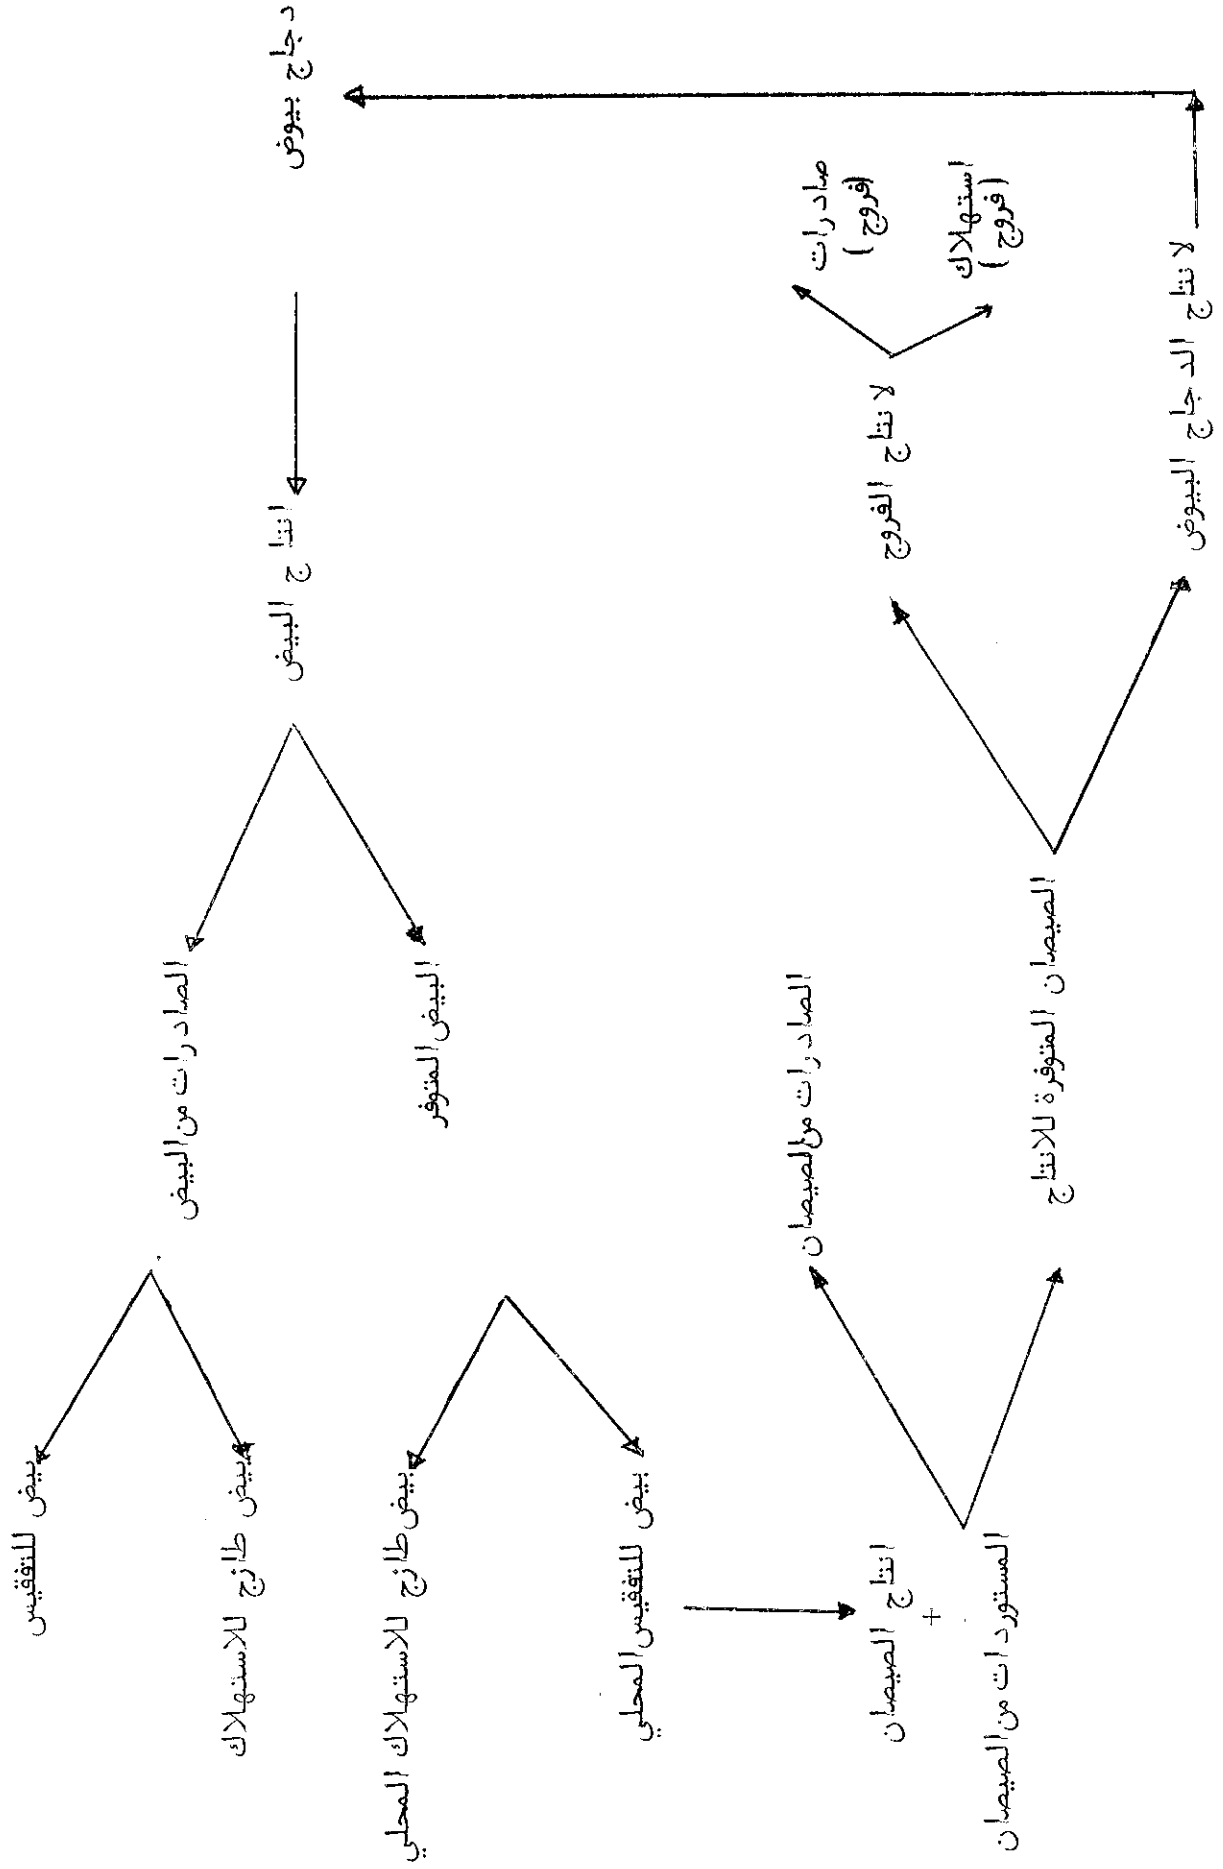 دجاج بيوض
انتاج البيض
الصادرات من البيض
البيض المتوفر
بيض للتفقيس
بيض طازج للاستهلاك
بيض طازج للاستهلاك المحلي
بيض للتفقيس المحلي
انتاج الصيصان
+
المستوردات من الصيصان
الصادرات من الصيصان
الصيصان المتوفرة للانتاج
لانتاج الفروج
لانتاج الدجاج البيوض
صادرات
(فروج)
استهلاك
(فروج)